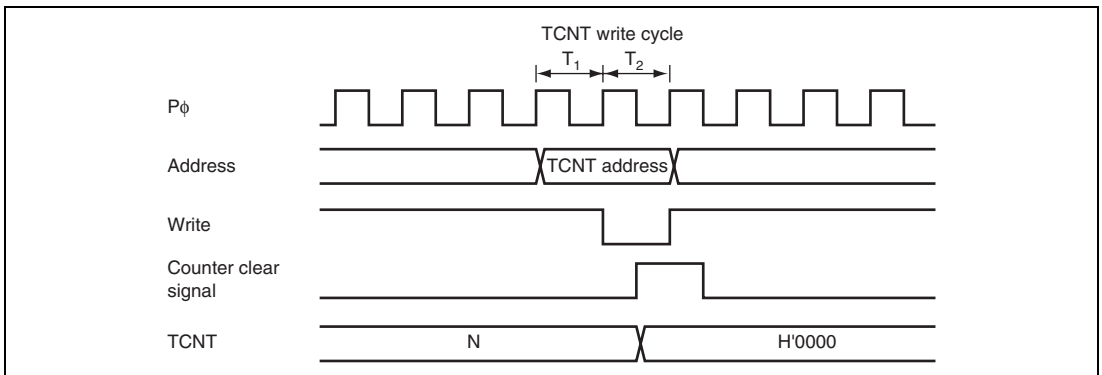 TCNT write cycle
T1 T2
Pϕ
Address
TCNT address
Write
Counter clear
signal
TCNT
N
H'0000